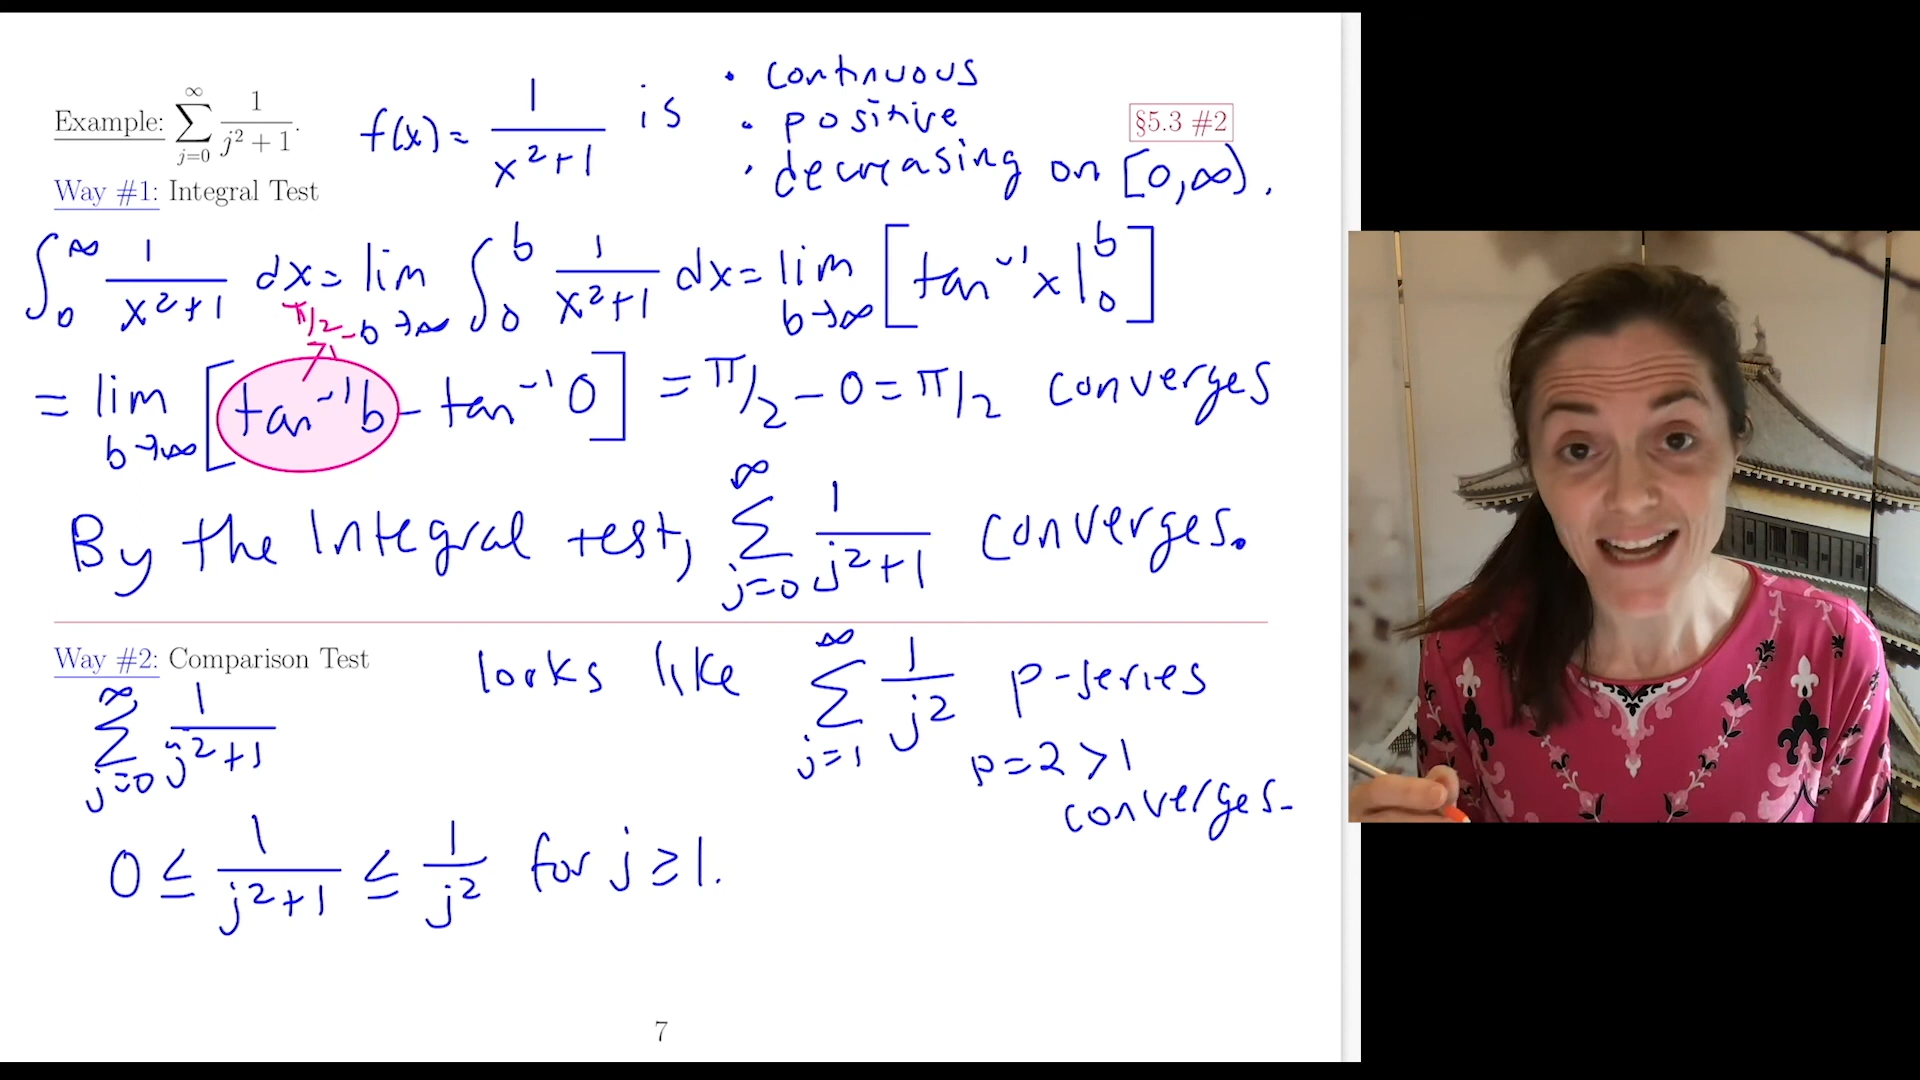 Example: ∑_{j=0}^{∞} 1/(j²+1). f(x) = 1/(x²+1) is
• continuous
• positive
• decreasing on [0,∞).
§5.3 #2
Way #1: Integral Test
∫_0^∞ 1/(x²+1) dx = lim_{b→∞} ∫_0^b 1/(x²+1) dx = lim_{b→∞} [tan⁻¹x |_0^b]
π/2
= lim_{b→∞} [tan⁻¹b − tan⁻¹0] = π/2 − 0 = π/2 converges
By the Integral test, ∑_{j=0}^{∞} 1/(j²+1) converges.
Way #2: Comparison Test
∑_{j=0}^{∞} 1/(j²+1) looks like ∑_{j=1}^{∞} 1/j² p-series
p=2>1
converges.
0 ≤ 1/(j²+1) ≤ 1/j² for j ≥ 1.
7